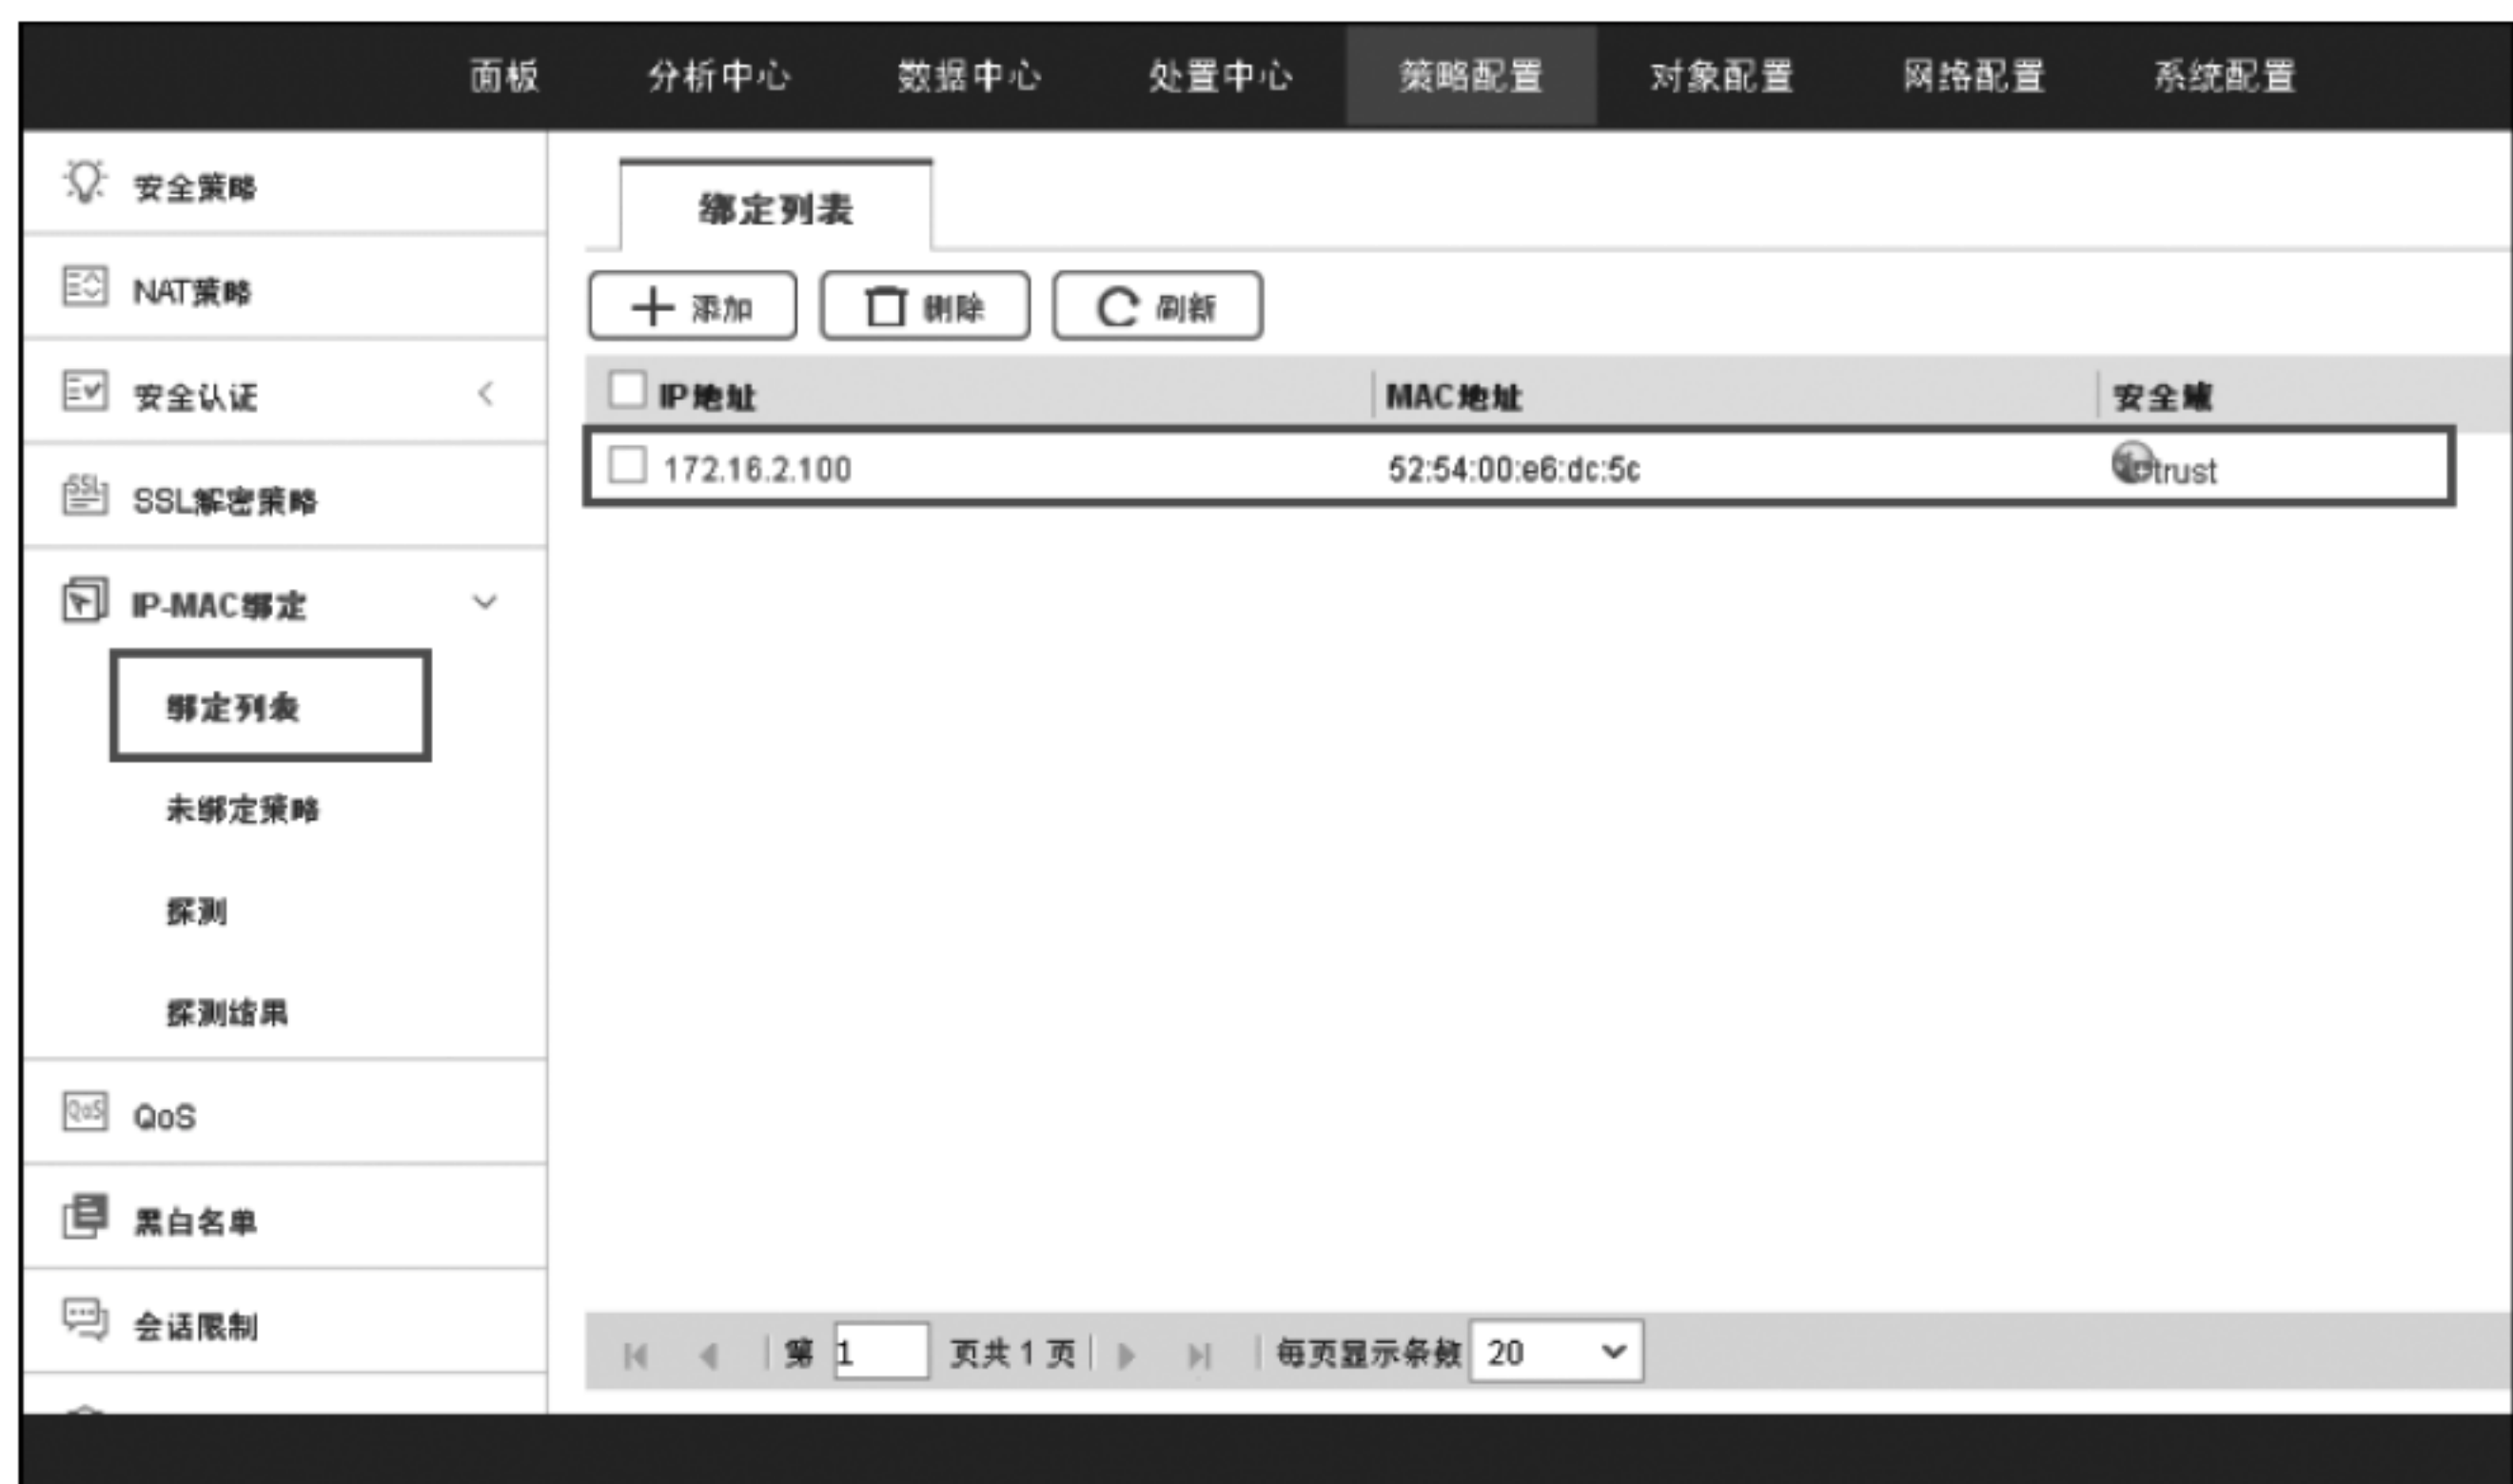 面板 分析中心 数据中心 处置中心 策略配置 对象配置 网络配置 系统配置
安全策略
NAT策略
安全认证
SSL解密策略
IP-MAC绑定
绑定列表
未绑定策略
探测
探测结果
QoS
黑白名单
会话限制
绑定列表
添加 删除 刷新
IP地址 MAC地址 安全域
172.16.2.100 52:54:00:e6:dc:5c trust
第 1 页共 1 页 每页显示条数 20